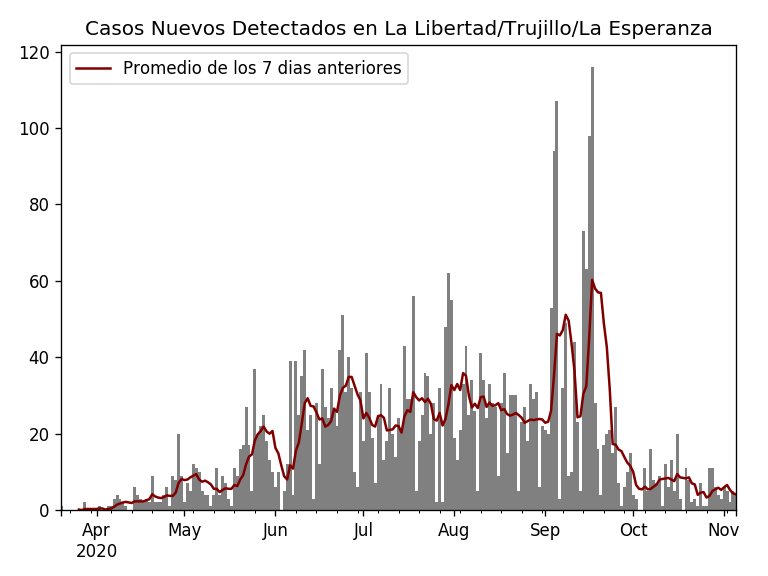 Casos Nuevos Detectados en La Libertad/Trujillo/La Esperanza
Promedio de los 7 dias anteriores
120
100
80
60
40
20
0
Apr May Jun Jul Aug Sep Oct Nov
2020